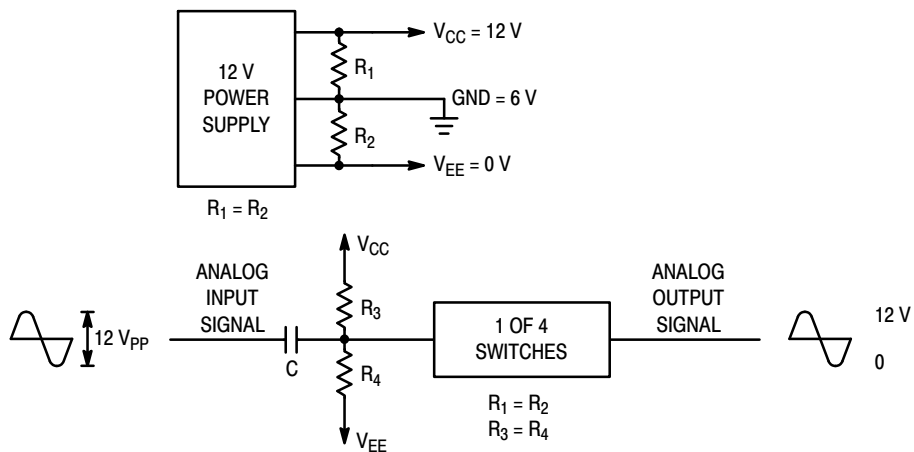 12 V
POWER
SUPPLY
V_CC = 12 V
R_1
GND = 6 V
R_2
V_EE = 0 V
R_1 = R_2
V_CC
ANALOG
INPUT
SIGNAL
12 V_PP
C
R_3
R_4
V_EE
1 OF 4
SWITCHES
R_1 = R_2
R_3 = R_4
ANALOG
OUTPUT
SIGNAL
12 V
0